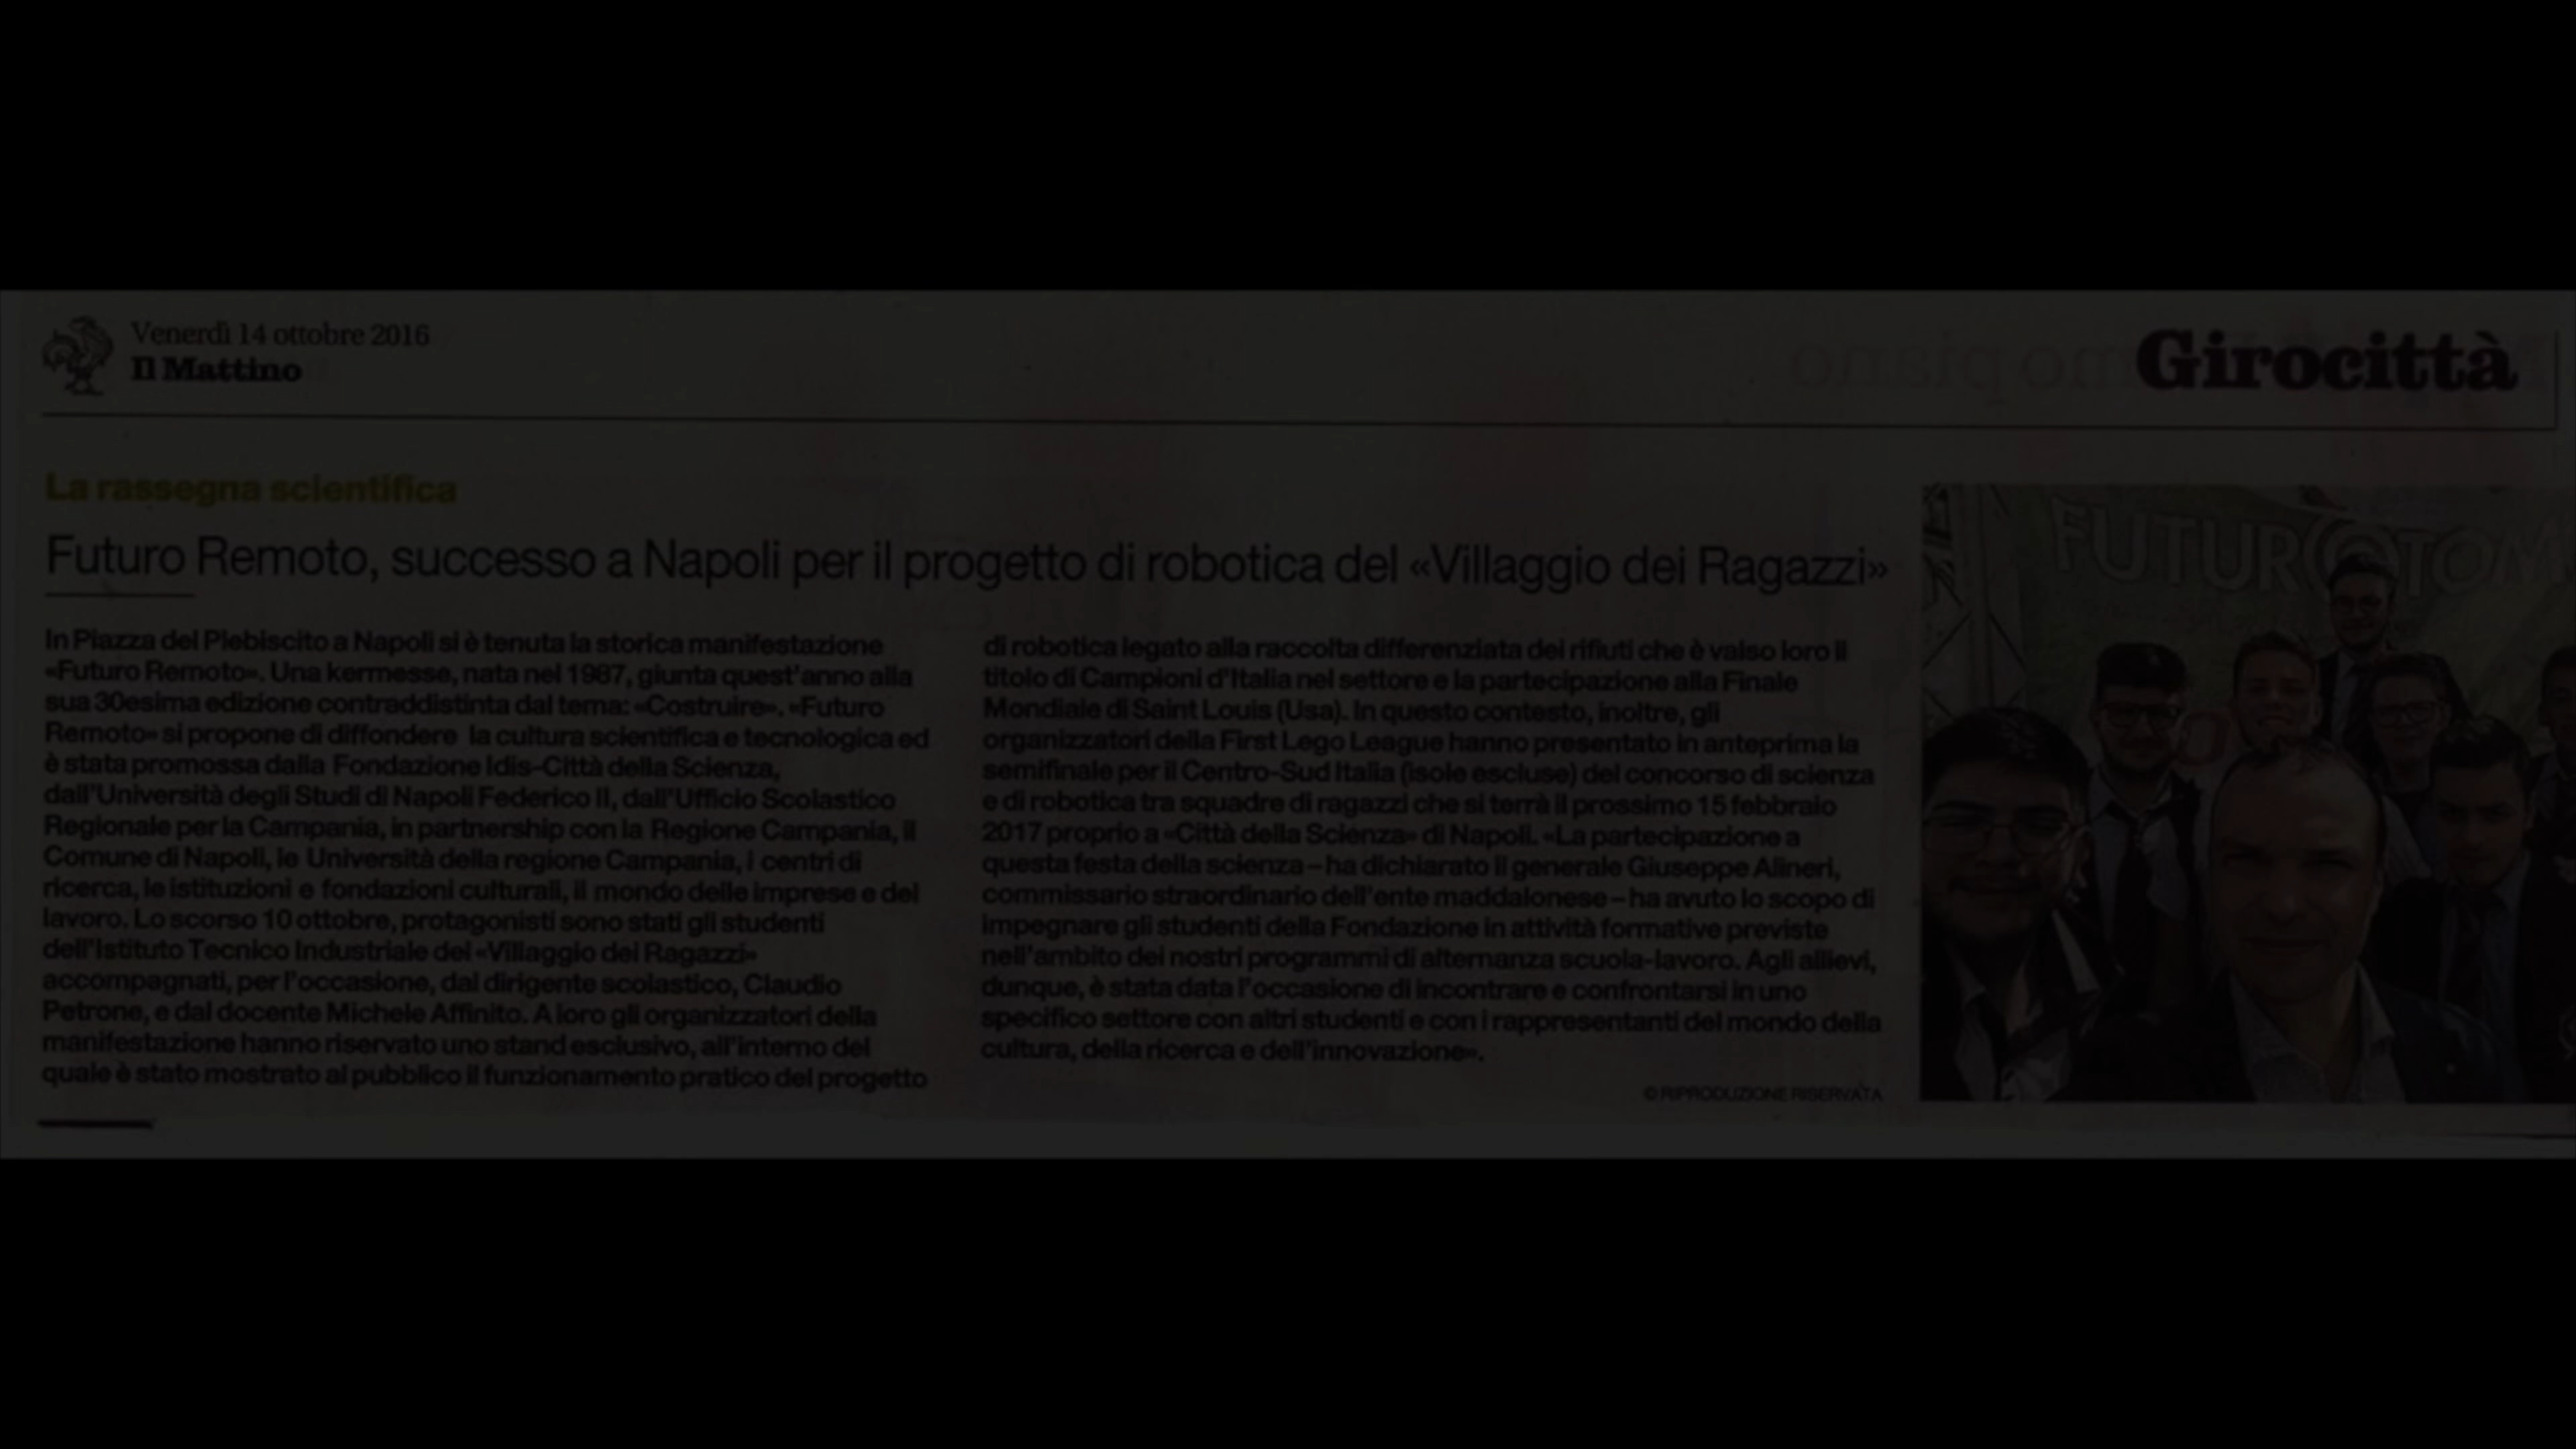 Venerdì 14 ottobre 2016
Il Mattino
Girocittà
La rassegna scientifica
Futuro Remoto, successo a Napoli per il progetto di robotica del «Villaggio dei Ragazzi»
In Piazza del Plebiscito a Napoli si è tenuta la storica manifestazione
«Futuro Remoto». Una kermesse, nata nel 1987, giunta quest'anno alla
sua 30esima edizione contraddistinta dal tema: «Costruire». «Futuro
Remoto» si propone di diffondere la cultura scientifica e tecnologica ed
è stata promossa dalla Fondazione Idis-Città della Scienza,
dall'Università degli Studi di Napoli Federico II, dall'Ufficio Scolastico
Regionale per la Campania, in partnership con la Regione Campania, il
Comune di Napoli, le Università della regione Campania, i centri di
ricerca, le istituzioni e fondazioni culturali, il mondo delle imprese e del
lavoro. Lo scorso 10 ottobre, protagonisti sono stati gli studenti
dell'Istituto Tecnico Industriale del «Villaggio dei Ragazzi»
accompagnati, per l'occasione, dal dirigente scolastico, Claudio
Petrone, e dal docente Michele Affinito. A loro gli organizzatori della
manifestazione hanno riservato uno stand esclusivo, all'interno del
quale è stato mostrato al pubblico il funzionamento pratico del progetto
di robotica legato alla raccolta differenziata dei rifiuti che è valso loro il
titolo di Campioni d'Italia nel settore e la partecipazione alla Finale
Mondiale di Saint Louis (Usa). In questo contesto, inoltre, gli
organizzatori della First Lego League hanno presentato in anteprima la
semifinale per il Centro-Sud Italia (isole escluse) del concorso di scienza
e di robotica tra squadre di ragazzi che si terrà il prossimo 15 febbraio
2017 proprio a «Città della Scienza» di Napoli. «La partecipazione a
questa festa della scienza – ha dichiarato il generale Giuseppe Alineri,
commissario straordinario dell'ente maddalonese – ha avuto lo scopo di
impegnare gli studenti della Fondazione in attività formative previste
nell'ambito dei nostri programmi di alternanza scuola-lavoro. Agli allievi,
dunque, è stata data l'occasione di incontrare e confrontarsi in uno
specifico settore con altri studenti e con i rappresentanti del mondo della
cultura, della ricerca e dell'innovazione».
© RIPRODUZIONE RISERVATA
FUTURO